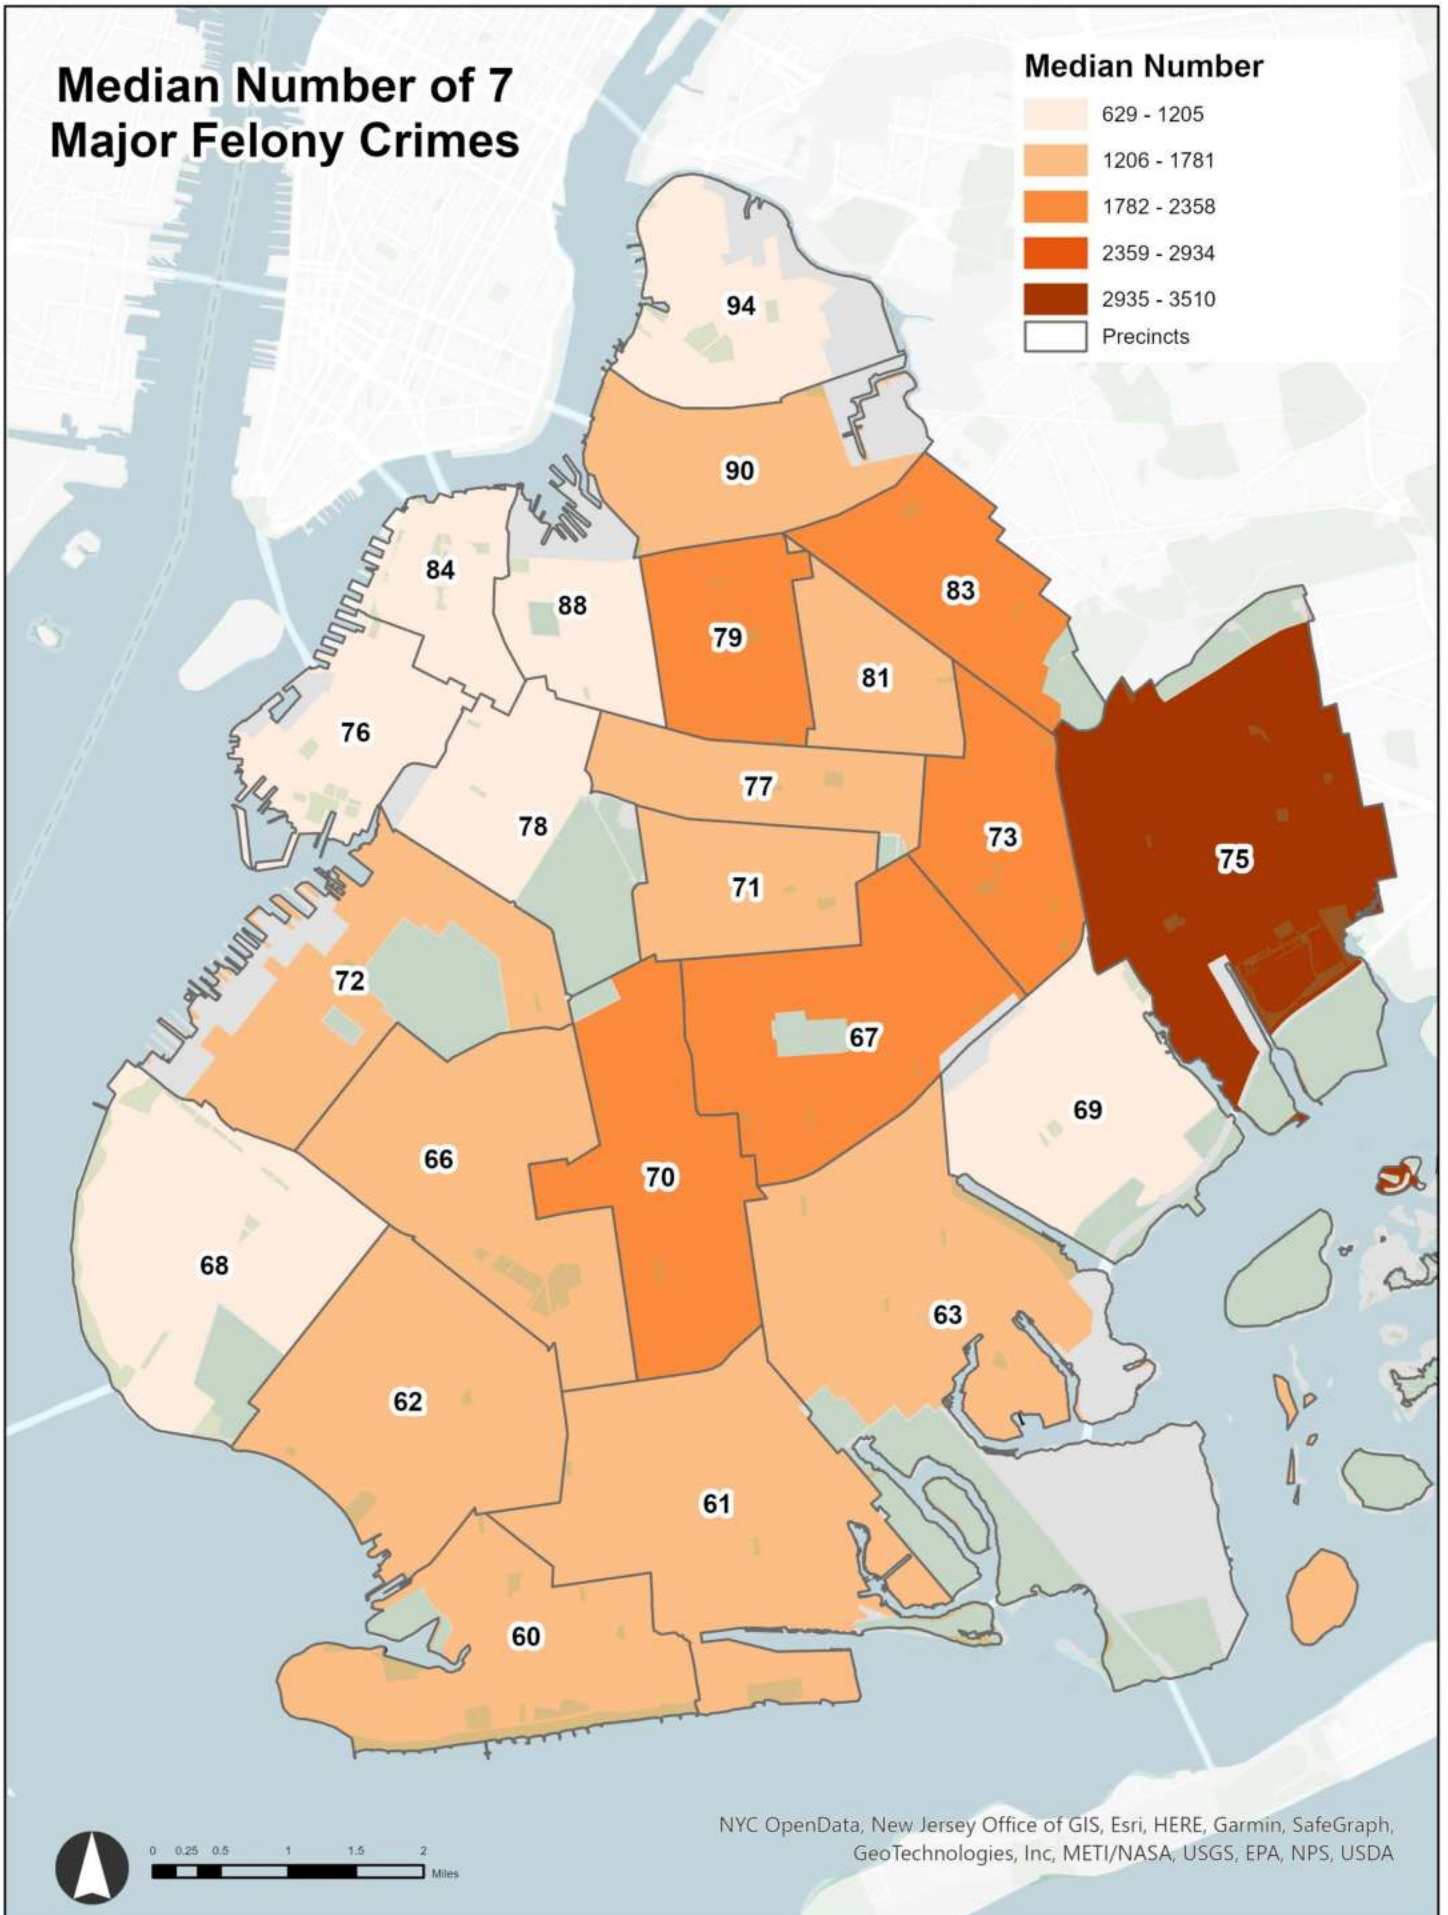 Median Number of 7
Major Felony Crimes
Median Number
629 - 1205
1206 - 1781
1782 - 2358
2359 - 2934
2935 - 3510
Precincts
94
90
84
88
83
79
81
76
77
78
73
75
71
72
67
69
66
70
68
63
62
61
60
0 0.25 0.5 1 1.5 2
Miles
NYC OpenData, New Jersey Office of GIS, Esri, HERE, Garmin, SafeGraph,
GeoTechnologies, Inc, METI/NASA, USGS, EPA, NPS, USDA